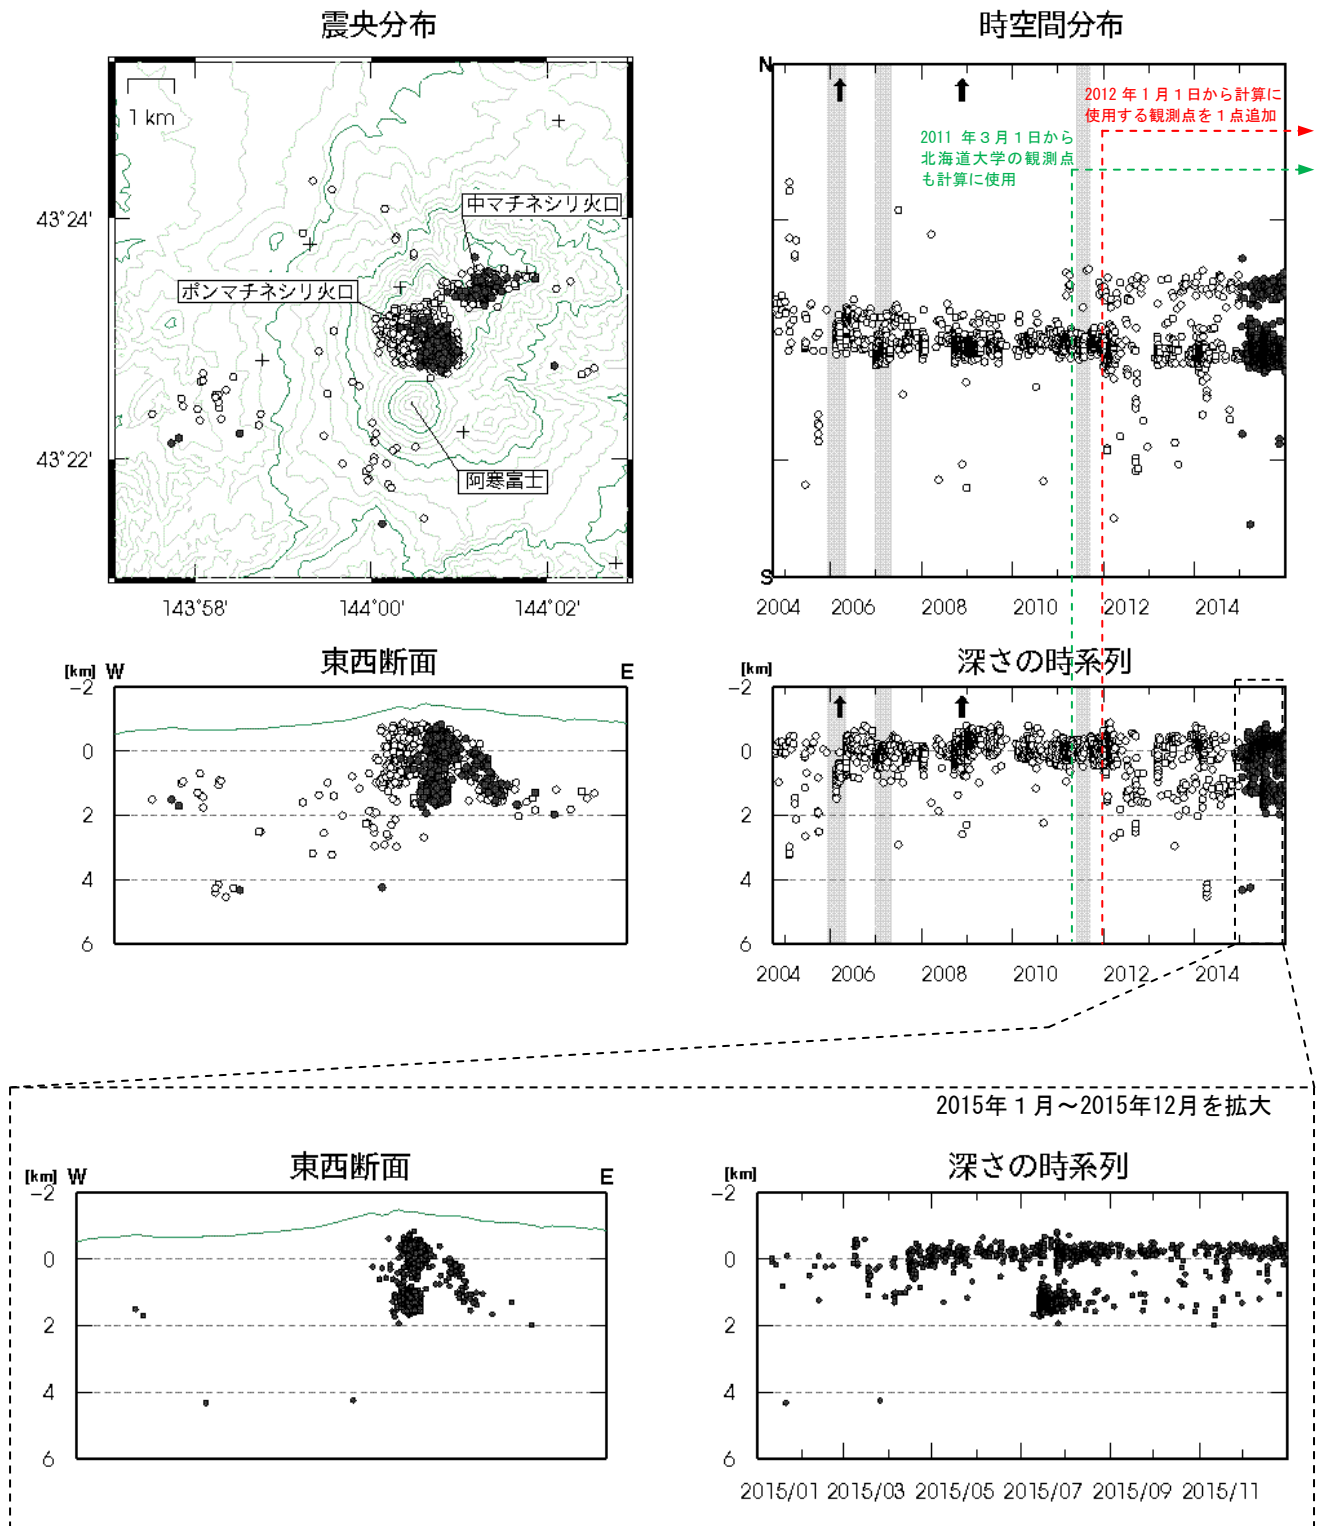 震央分布
時空間分布
1 km
中マチネシリ火口
ポンマチネシリ火口
阿寒富士
43°24'
43°22'
143°58'
144°00'
144°02'
N
S
2012 年1月1日から計算に
使用する観測点を1点追加
2011 年3月1日から
北海道大学の観測点
も計算に使用
2004
2006
2008
2010
2012
2014
東西断面
[km] W
E
-2
0
2
4
6
深さの時系列
[km]
-2
0
2
4
6
2004
2006
2008
2010
2012
2014
2015年1月～2015年12月を拡大
東西断面
[km] W
E
-2
0
2
4
6
深さの時系列
[km]
-2
0
2
4
6
2015/01
2015/03
2015/05
2015/07
2015/09
2015/11